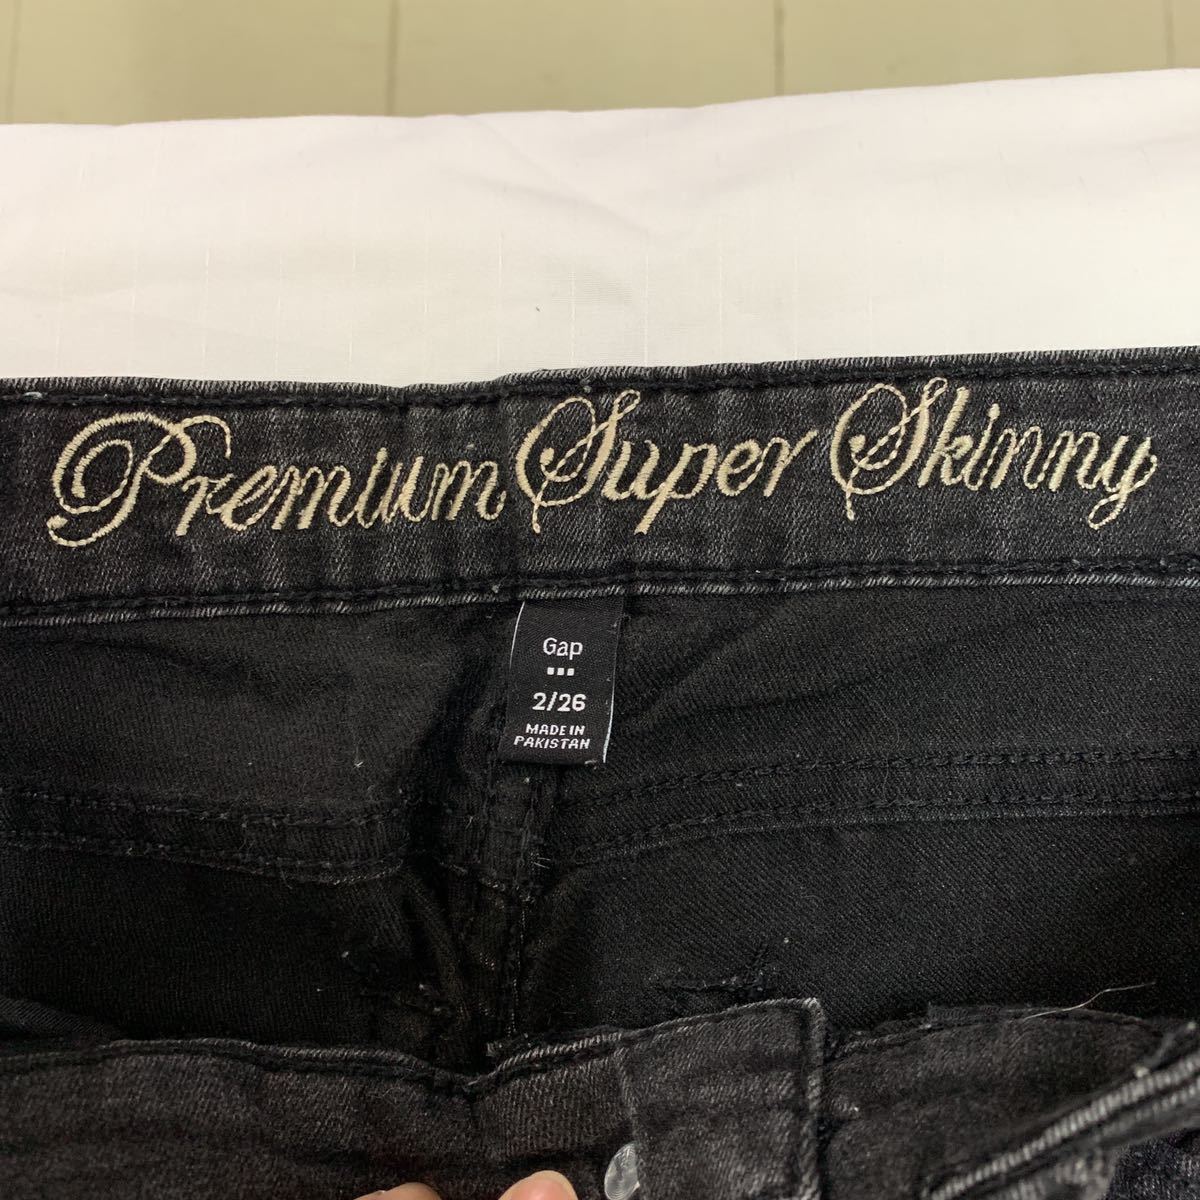 Premium Super Skinny
Gap
2/26
MADE IN
PAKISTAN